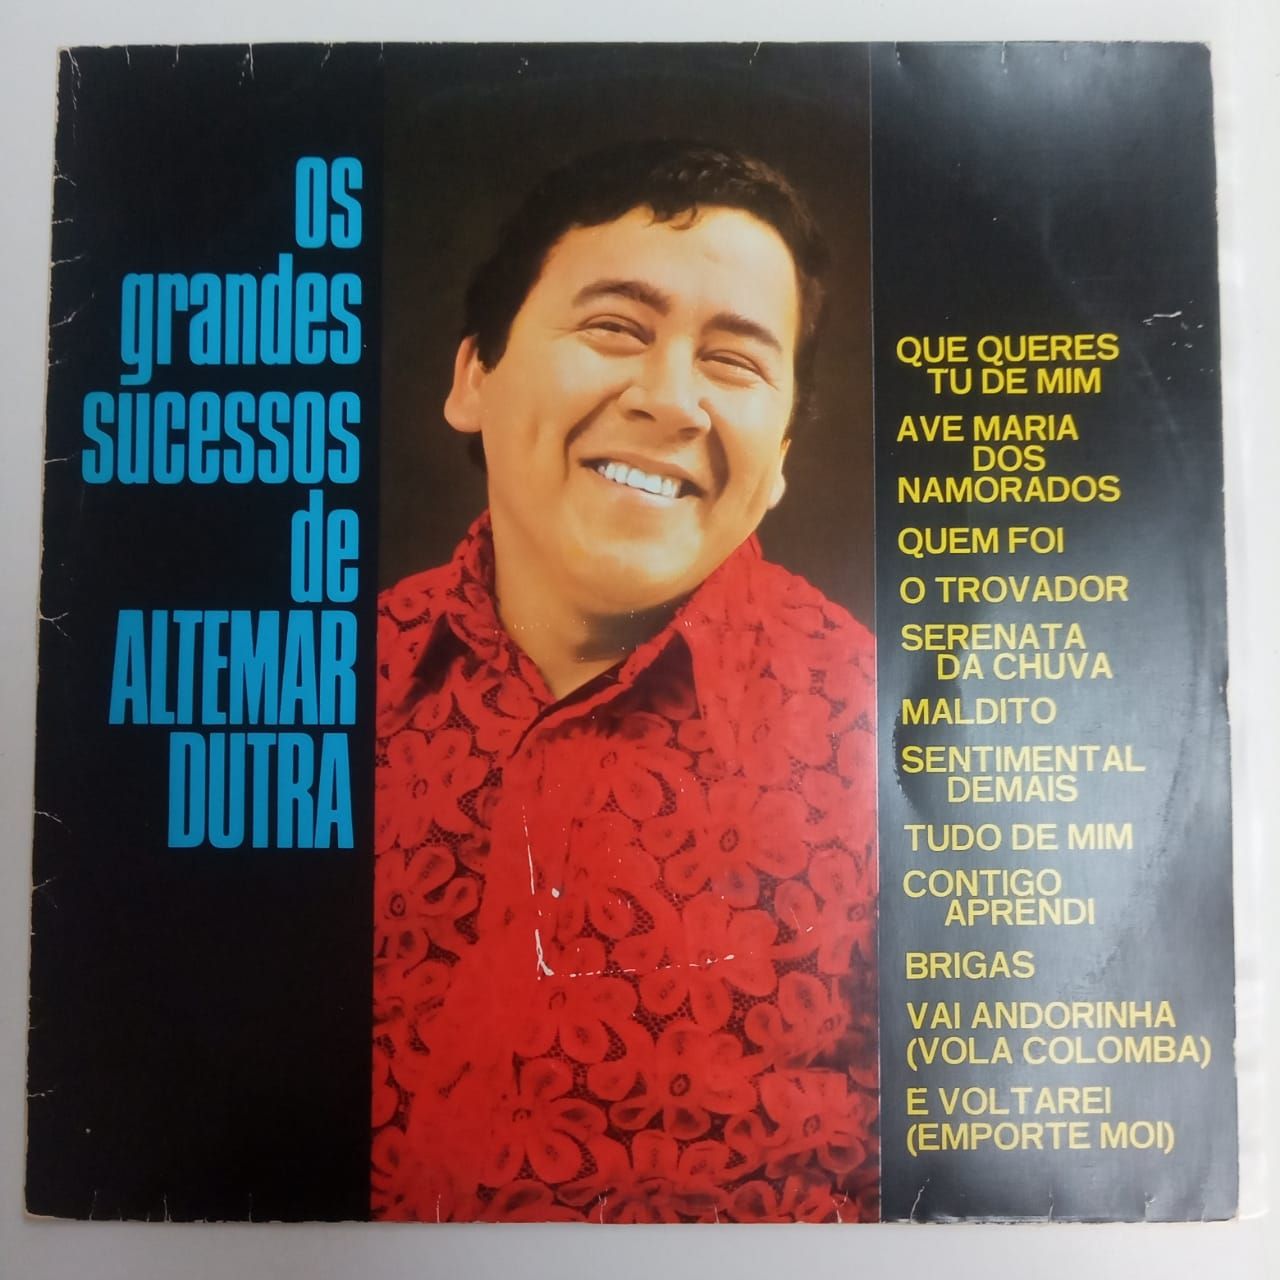 os
grandes
sucessos
de
ALTEMAR
DUTRA
QUE QUERES
TU DE MIM
AVE MARIA
DOS
NAMORADOS
QUEM FOI
O TROVADOR
SERENATA
DA CHUVA
MALDITO
SENTIMENTAL
DEMAIS
TUDO DE MIM
CONTIGO
APRENDI
BRIGAS
VAI ANDORINHA
(VOLA COLOMBA)
E VOLTAREI
(EMPORTE MOI)